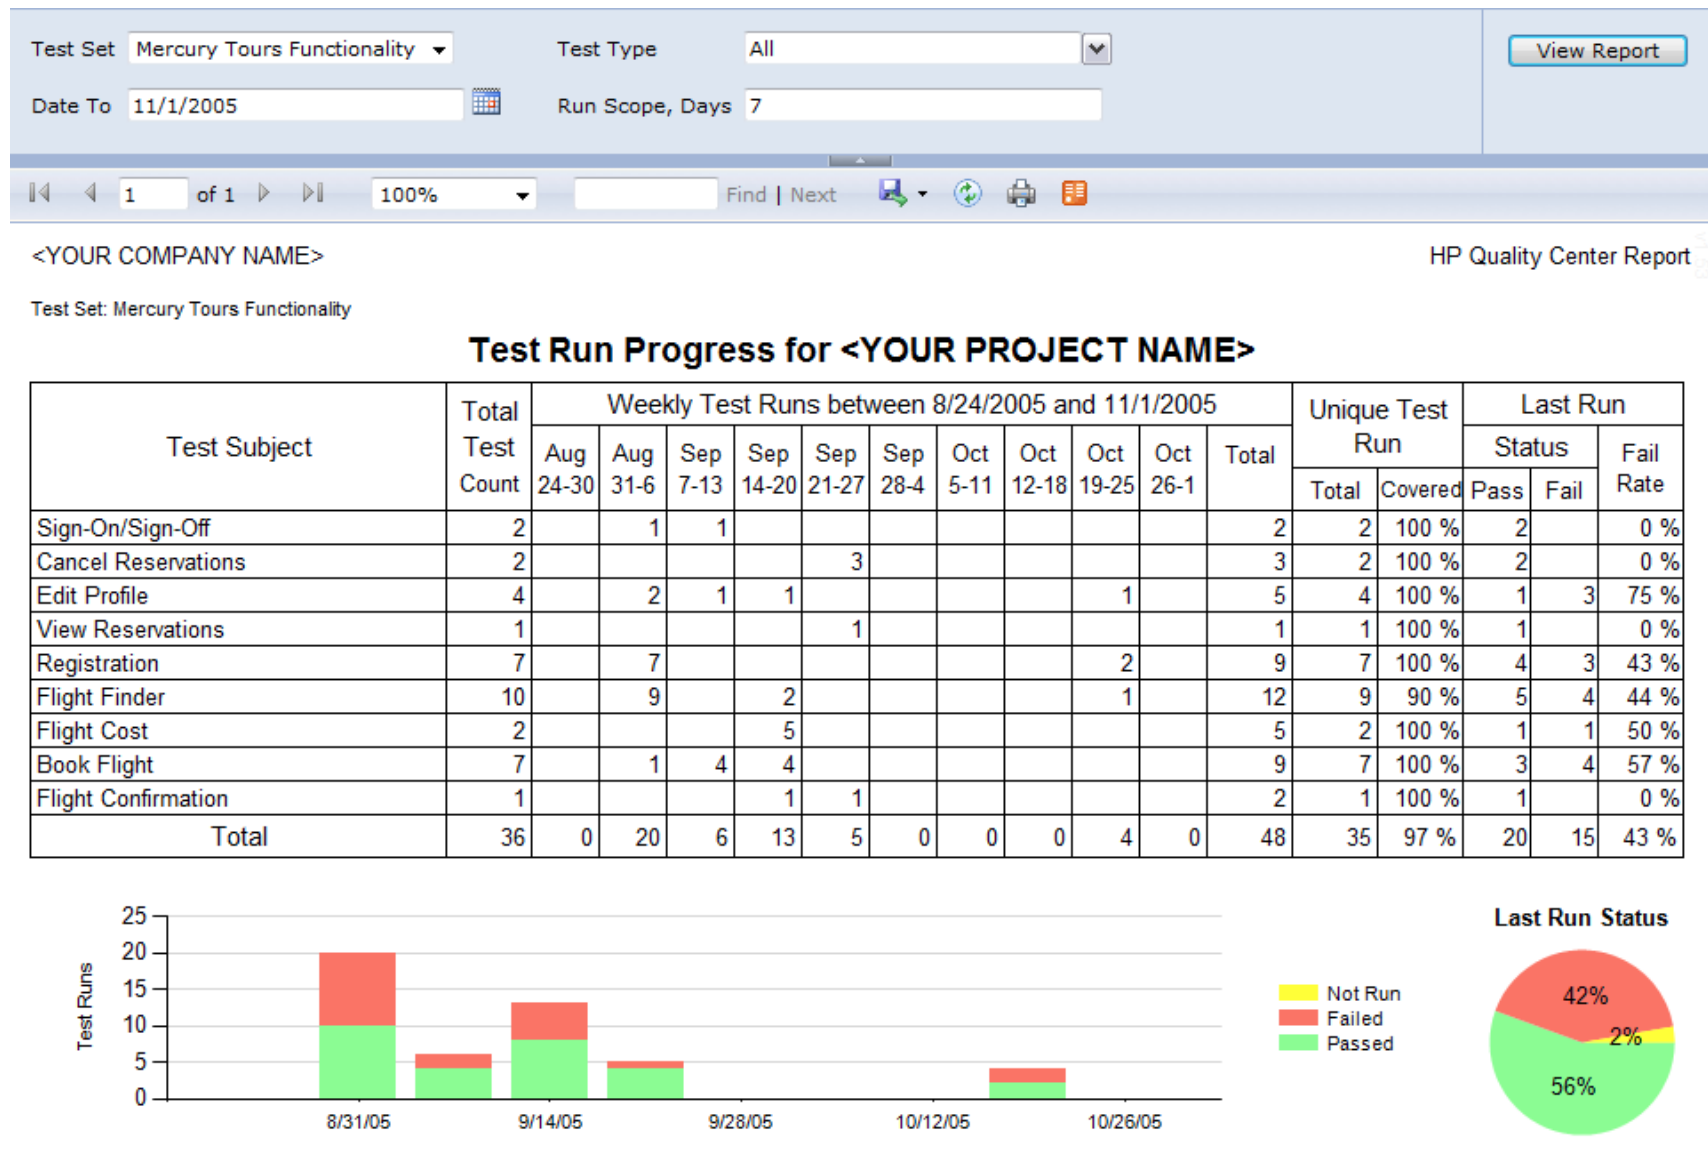 Test Set Mercury Tours Functionality Test Type All View Report
Date To 11/1/2005 Run Scope, Days 7
1 of 1 100% Find | Next
<YOUR COMPANY NAME> HP Quality Center Report
Test Set: Mercury Tours Functionality
Test Run Progress for <YOUR PROJECT NAME>
Test Subject Total Test Count Weekly Test Runs between 8/24/2005 and 11/1/2005 Unique Test Run Last Run
Aug 24-30 Aug 31-6 Sep 7-13 Sep 14-20 Sep 21-27 Sep 28-4 Oct 5-11 Oct 12-18 Oct 19-25 Oct 26-1 Total Status Fail Rate
Total Covered Pass Fail
Sign-On/Sign-Off 2 1 1 2 2 100 % 2 0 %
Cancel Reservations 2 3 3 2 100 % 2 0 %
Edit Profile 4 2 1 1 1 5 4 100 % 1 3 75 %
View Reservations 1 1 1 1 100 % 1 0 %
Registration 7 7 2 9 7 100 % 4 3 43 %
Flight Finder 10 9 2 1 12 9 90 % 5 4 44 %
Flight Cost 2 5 5 2 100 % 1 1 50 %
Book Flight 7 1 4 4 9 7 100 % 3 4 57 %
Flight Confirmation 1 1 1 2 1 100 % 1 0 %
Total 36 0 20 6 13 5 0 0 0 4 0 48 35 97 % 20 15 43 %
Test Runs
25
20
15
10
5
0
8/31/05 9/14/05 9/28/05 10/12/05 10/26/05
Not Run
Failed
Passed
Last Run Status
42%
2%
56%